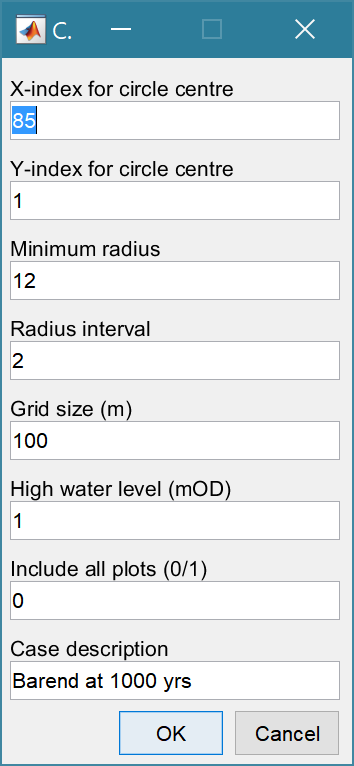 C.
X-index for circle centre
85
Y-index for circle centre
1
Minimum radius
12
Radius interval
2
Grid size (m)
100
High water level (mOD)
1
Include all plots (0/1)
0
Case description
Barend at 1000 yrs
OK
Cancel